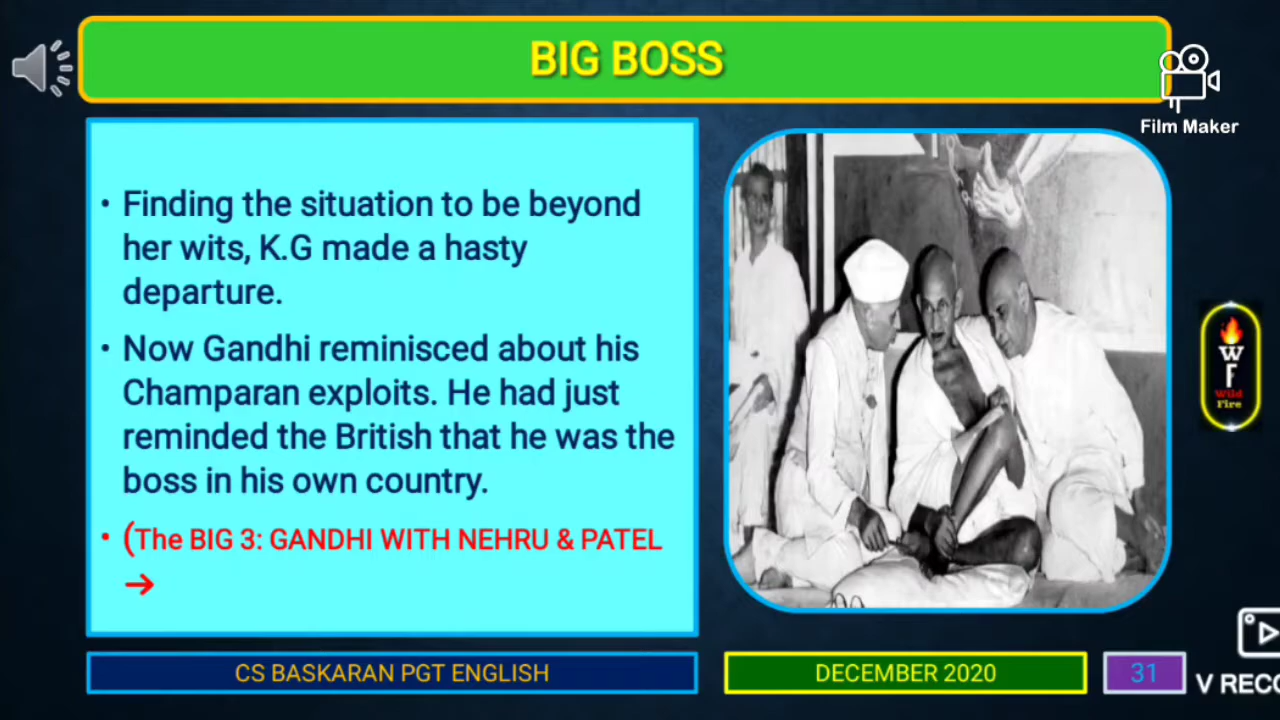 BIG BOSS
Film Maker
• Finding the situation to be beyond
her wits, K.G made a hasty
departure.
• Now Gandhi reminisced about his
Champaran exploits. He had just
reminded the British that he was the
boss in his own country.
• (The BIG 3: GANDHI WITH NEHRU & PATEL
→
W
F
Wild
Fire
CS BASKARAN PGT ENGLISH
DECEMBER 2020
31
V RECO